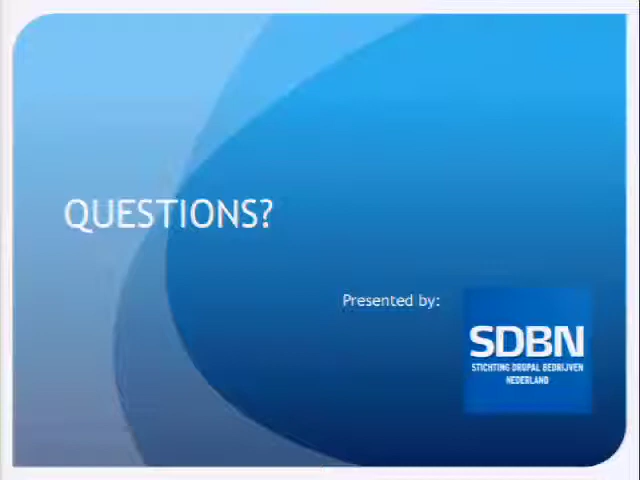 QUESTIONS?
Presented by:
SDBN
STICHTING DRUPAL BEDRIJVEN
NEDERLAND